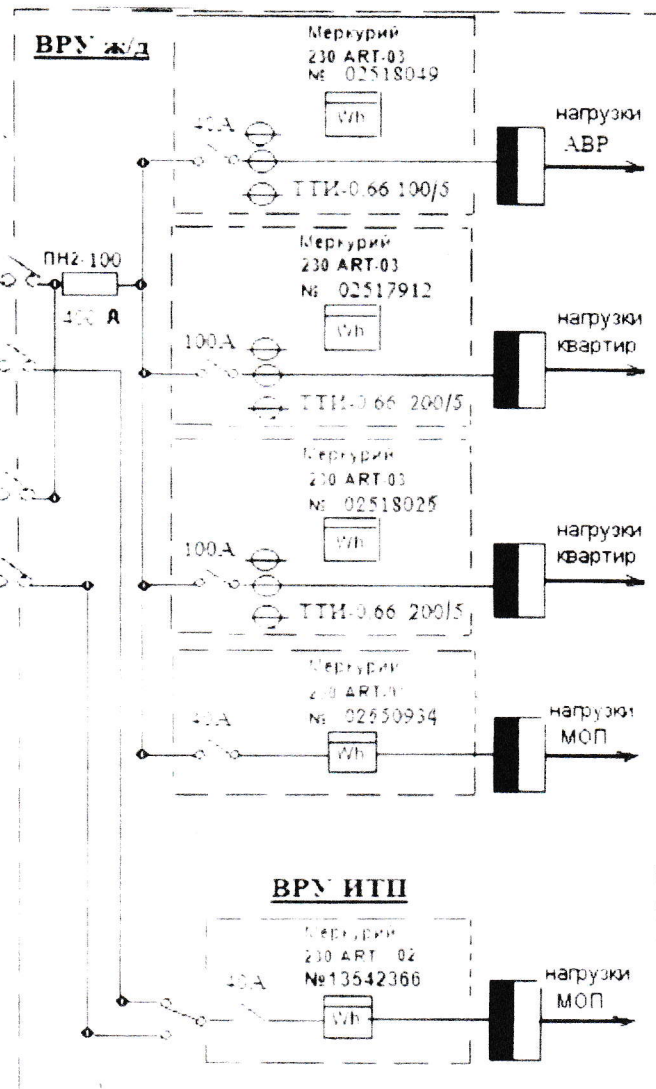 ВРУ ж/д
Меркурий
230 ART-03
№ 02518049
Wh
40А
нагрузки
АВР
ТТИ-0.66 100/5
ПН2-100
400 А
Меркурий
230 ART-03
№ 02517912
Wh
100А
нагрузки
квартир
ТТИ-0.66 200/5
Меркурий
230 ART-03
№ 02518025
Wh
100А
нагрузки
квартир
ТТИ-0.66 200/5
Меркурий
№ 02550934
40А
Wh
нагрузки
МОП
ВРУ ИТП
Меркурий
230 ART 02
№13542366
40А
Wh
нагрузки
МОП